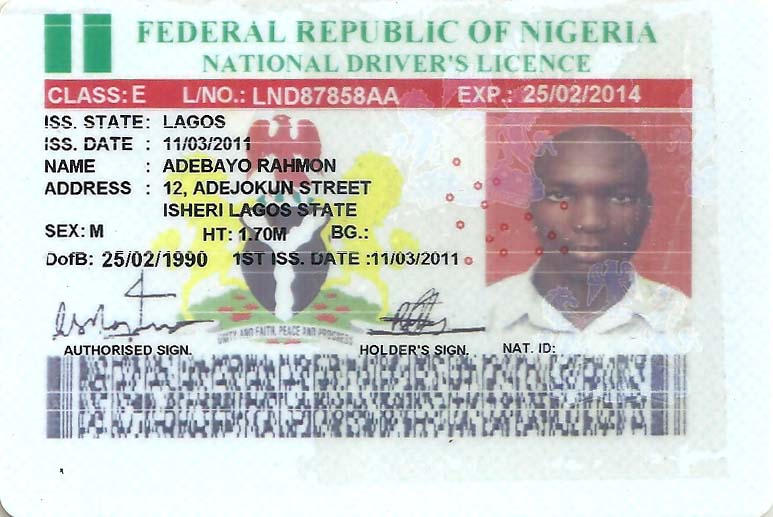 FEDERAL REPUBLIC OF NIGERIA
NATIONAL DRIVER'S LICENCE
CLASS: E L/NO.: LND87858AA EXP.: 25/02/2014
ISS. STATE: LAGOS
ISS. DATE : 11/03/2011
NAME : ADEBAYO RAHMON
ADDRESS : 12, ADEJOKUN STREET
ISHERI LAGOS STATE
SEX: M HT: 1.70M BG.:
DofB: 25/02/1990 1ST ISS. DATE :11/03/2011
UNITY AND FAITH, PEACE AND PROGRESS
AUTHORISED SIGN. HOLDER'S SIGN. NAT. ID: